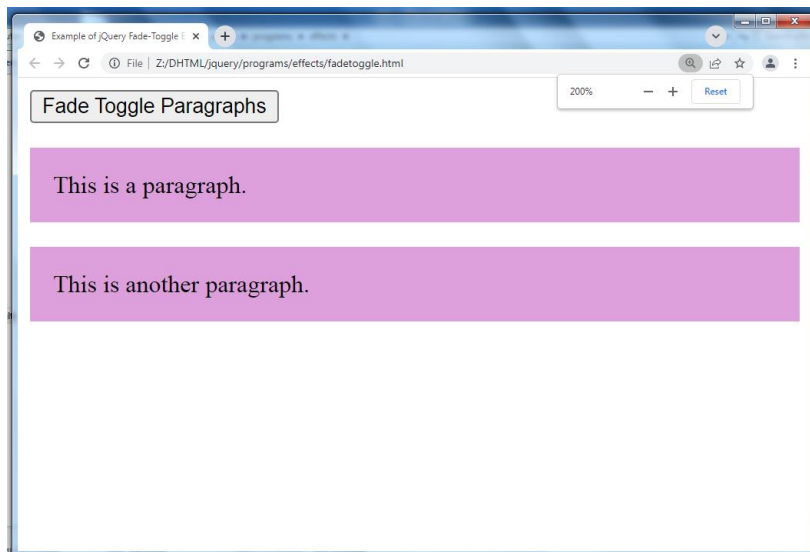 Example of jQuery Fade-Toggle E
File | Z:/DHTML/jquery/programs/effects/fadetoggle.html
200% − + Reset
Fade Toggle Paragraphs
This is a paragraph.
This is another paragraph.